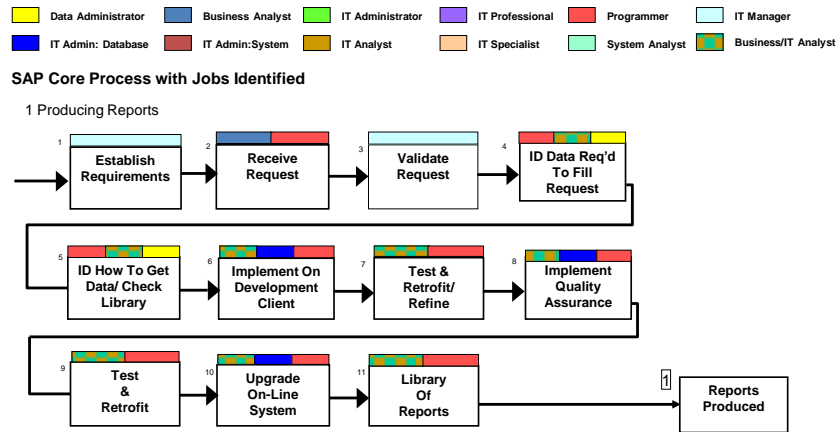 Data Administrator Business Analyst IT Administrator IT Professional Programmer IT Manager
IT Admin: Database IT Admin:System IT Analyst IT Specialist System Analyst Business/IT Analyst
SAP Core Process with Jobs Identified
1 Producing Reports
1
Establish
Requirements
2
Receive
Request
3
Validate
Request
4
ID Data Req'd
To Fill
Request
5
ID How To Get
Data/ Check
Library
6
Implement On
Development
Client
7
Test &
Retrofit/
Refine
8
Implement
Quality
Assurance
9
Test
&
Retrofit
10
Upgrade
On-Line
System
11
Library
Of
Reports
1
Reports
Produced